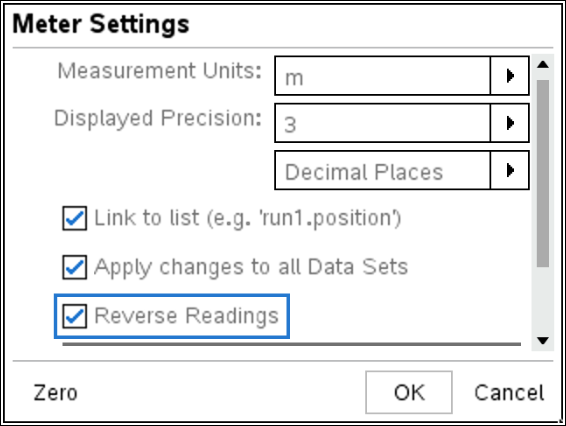 Meter Settings
Measurement Units: m
Displayed Precision: 3
Decimal Places
Link to list (e.g. 'run1.position')
Apply changes to all Data Sets
Reverse Readings
Zero OK Cancel